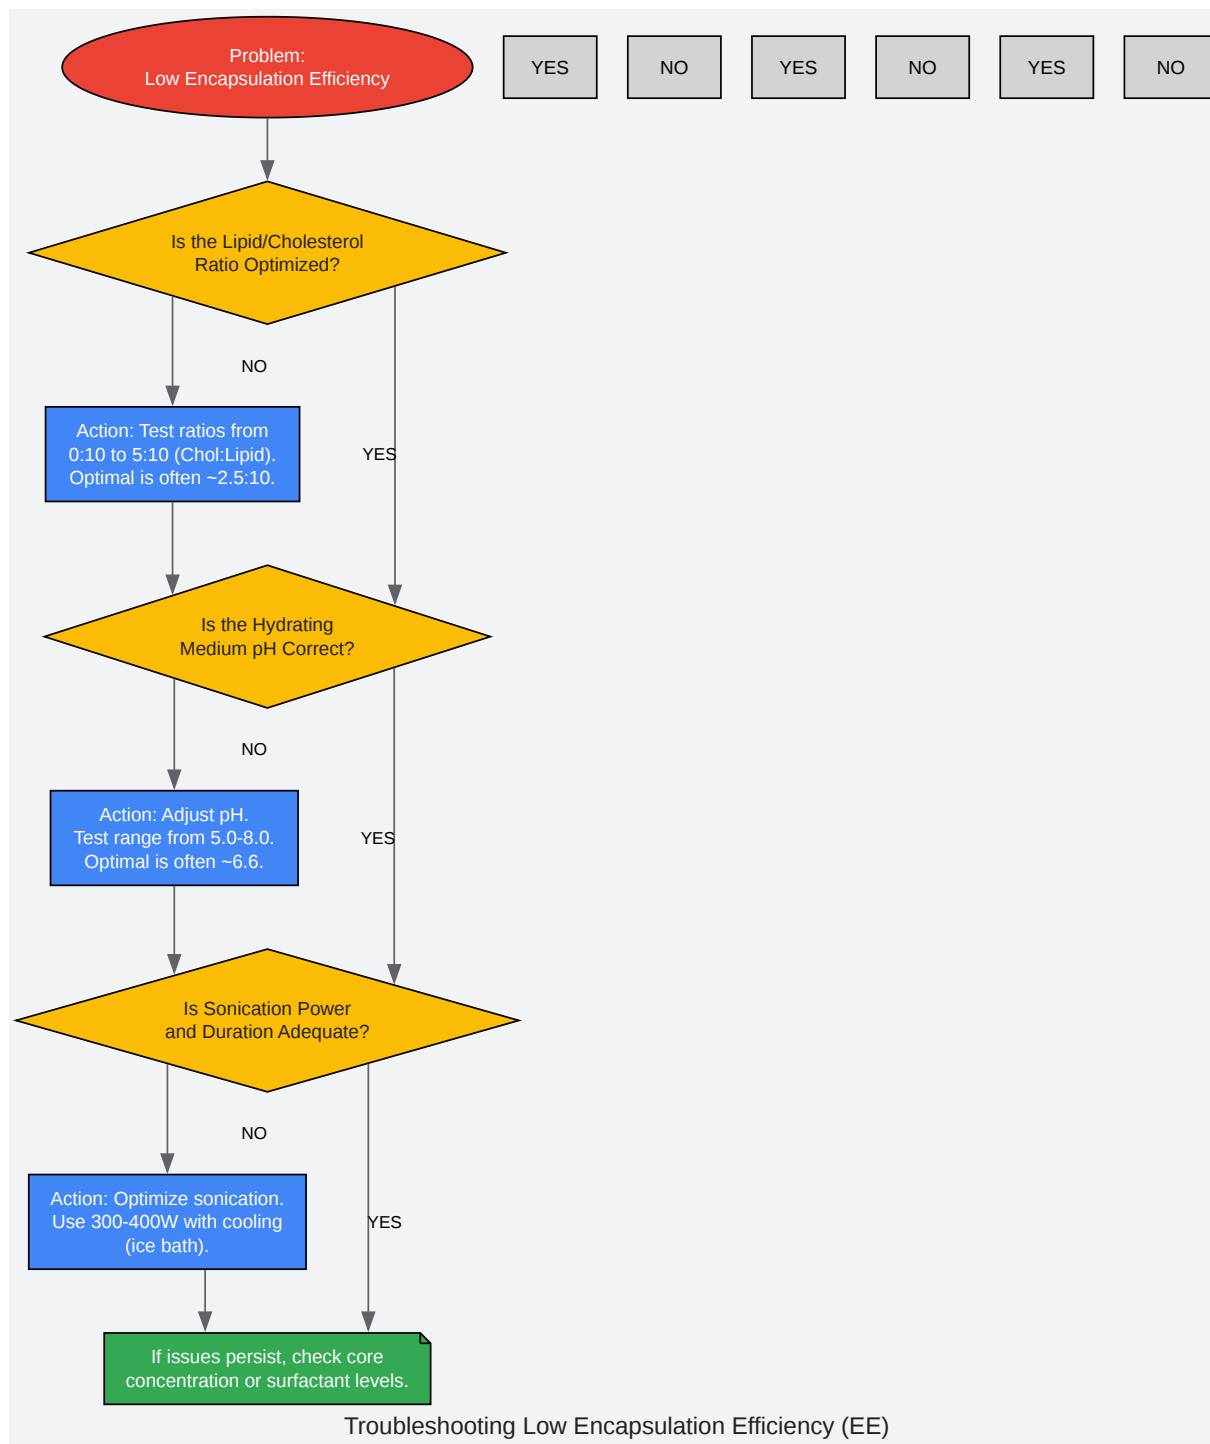 Problem:
Low Encapsulation Efficiency
YES
NO
YES
NO
YES
NO
Is the Lipid/Cholesterol
Ratio Optimized?
NO
Action: Test ratios from
0:10 to 5:10 (Chol:Lipid).
Optimal is often ~2.5:10.
YES
Is the Hydrating
Medium pH Correct?
NO
Action: Adjust pH.
Test range from 5.0-8.0.
Optimal is often ~6.6.
YES
Is Sonication Power
and Duration Adequate?
NO
Action: Optimize sonication.
Use 300-400W with cooling
(ice bath).
YES
If issues persist, check core
concentration or surfactant levels.
Troubleshooting Low Encapsulation Efficiency (EE)